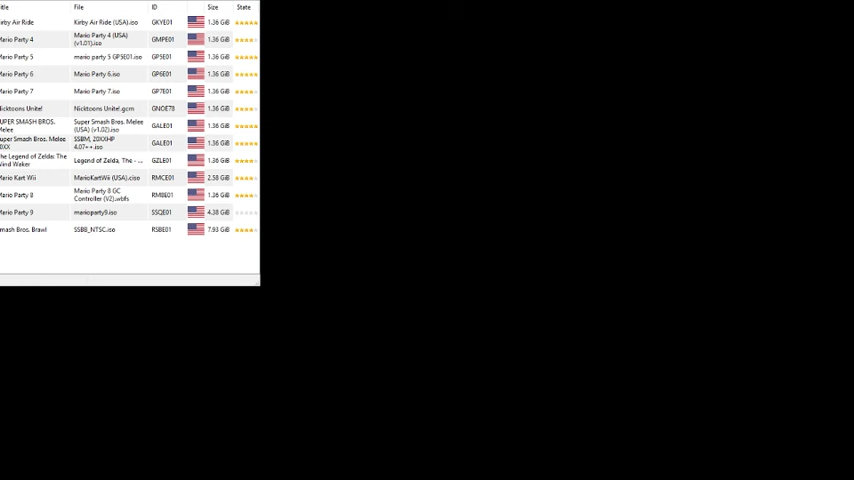 itle File ID Size State
irby Air Ride Kirby Air Ride (USA).iso GKYE01 1.36 GiB
Mario Party 4 Mario Party 4 (USA) (v1.01).iso GMPE01 1.36 GiB
Mario Party 5 mario party 5 GP5E01.iso GP5E01 1.36 GiB
Mario Party 6 Mario Party 6.iso GP6E01 1.36 GiB
Mario Party 7 Mario Party 7.iso GP7E01 1.36 GiB
Nicktoons Unite! Nicktoons Unite!.gcm GNOE78 1.36 GiB
SUPER SMASH BROS. Melee Super Smash Bros. Melee (USA) (v1.02).iso GALE01 1.36 GiB
Super Smash Bros. Melee 20XX SSBM, 20XXHP 4.07++.iso GALE01 1.36 GiB
The Legend of Zelda: The Wind Waker Legend of Zelda, The - ... GZLE01 1.36 GiB
Mario Kart Wii MarioKartWii (USA).ciso RMCE01 2.58 GiB
Mario Party 8 Mario Party 8 GC Controller (V2).wbfs RM8E01 1.36 GiB
Mario Party 9 marioparty9.iso SSQE01 4.38 GiB
mash Bros. Brawl SSBB_NTSC.iso RSBE01 7.93 GiB